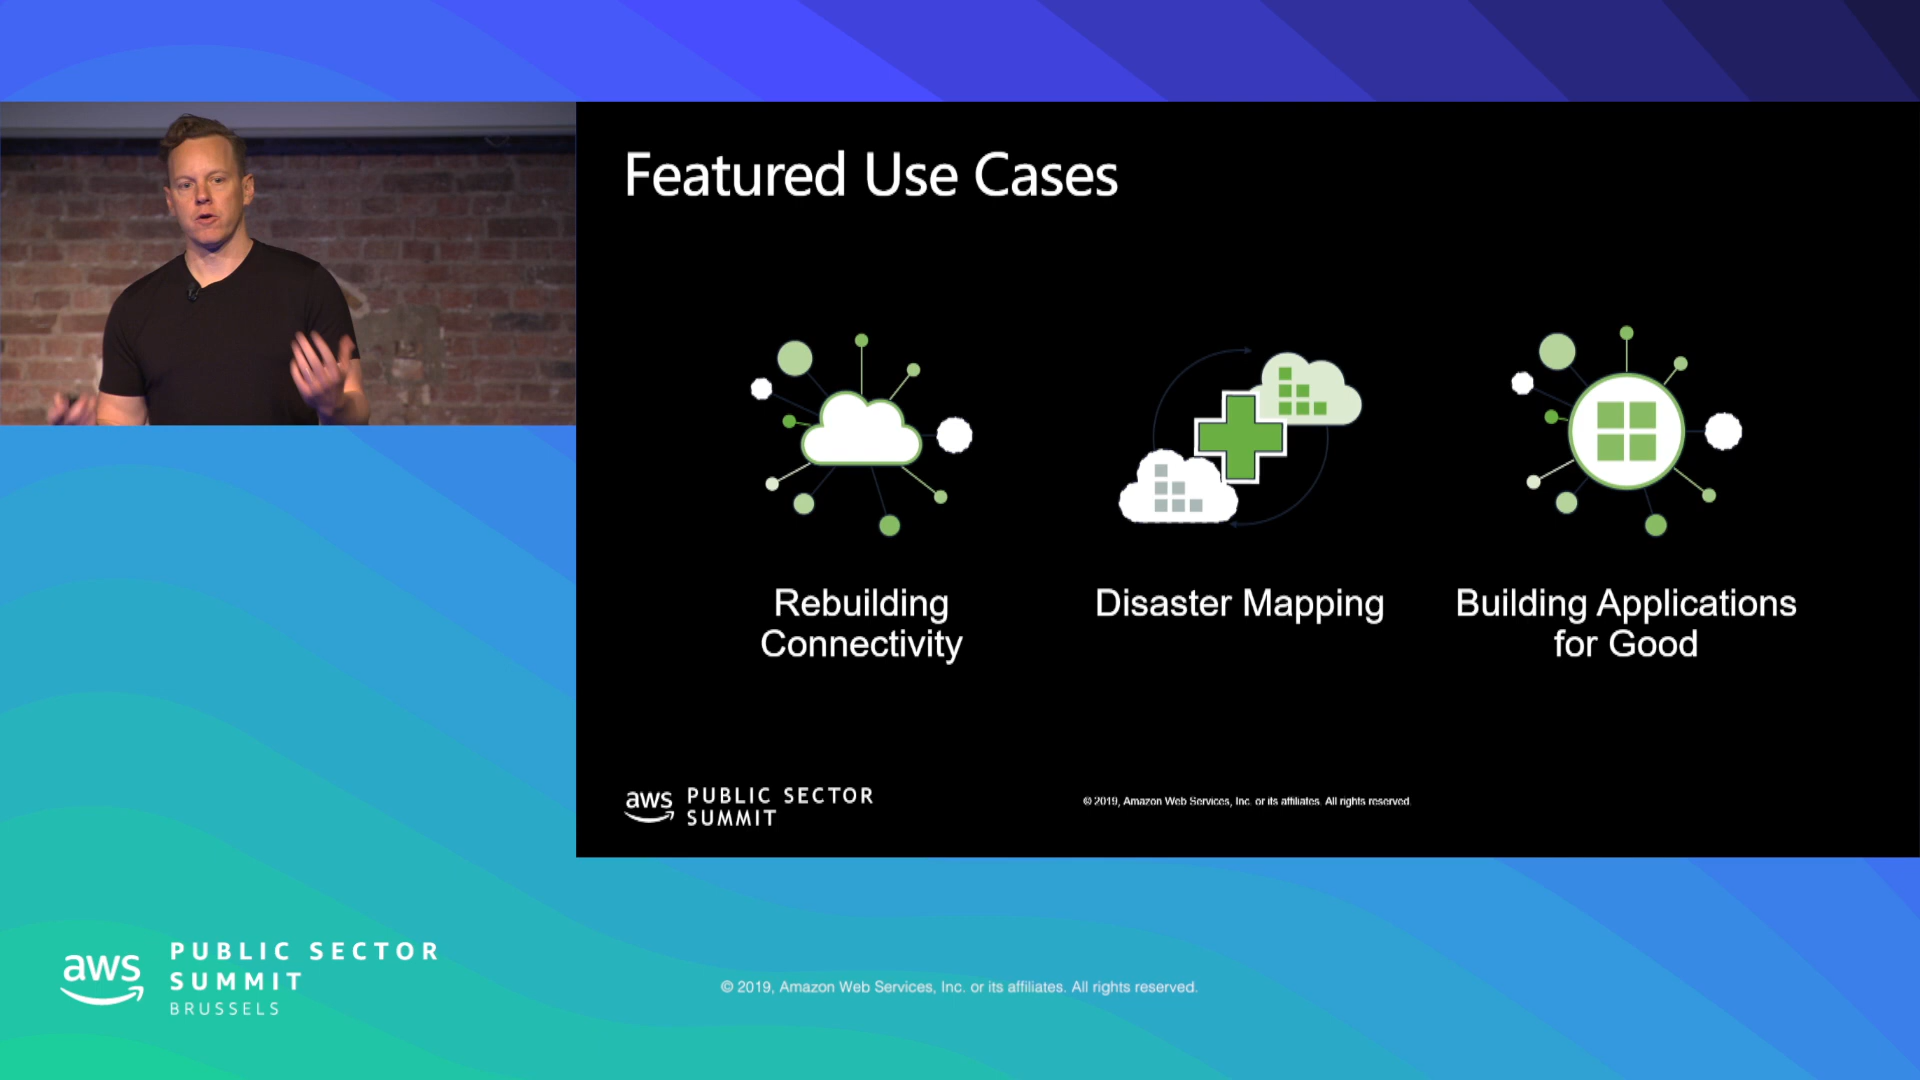 Featured Use Cases
Rebuilding
Connectivity
Disaster Mapping
Building Applications
for Good
aws
PUBLIC SECTOR
SUMMIT
© 2019, Amazon Web Services, Inc. or its affiliates. All rights reserved.
aws
PUBLIC SECTOR
SUMMIT
BRUSSELS
© 2019, Amazon Web Services, Inc. or its affiliates. All rights reserved.